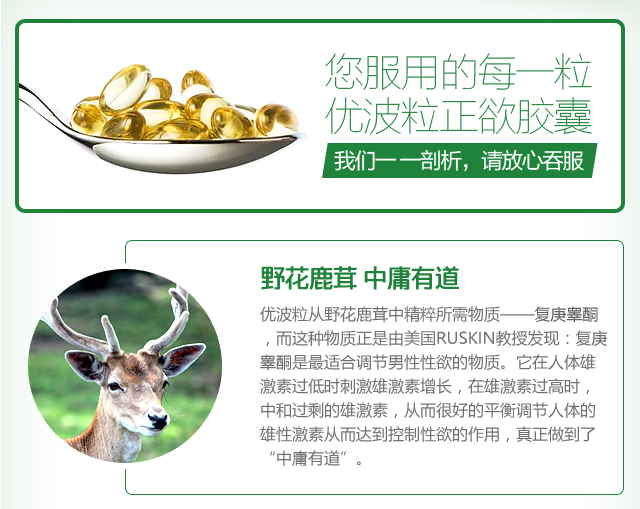 您服用的每一粒
优波粒正欲胶囊
我们一 一剖析，请放心吞服
野花鹿茸 中庸有道
优波粒从野花鹿茸中精粹所需物质——复庚睾酮
，而这种物质正是由美国RUSKIN教授发现：复庚
睾酮是最适合调节男性性欲的物质。它在人体雄
激素过低时刺激雄激素增长，在雄激素过高时，
中和过剩的雄激素，从而很好的平衡调节人体的
雄性激素从而达到控制性欲的作用，真正做到了
“中庸有道”。